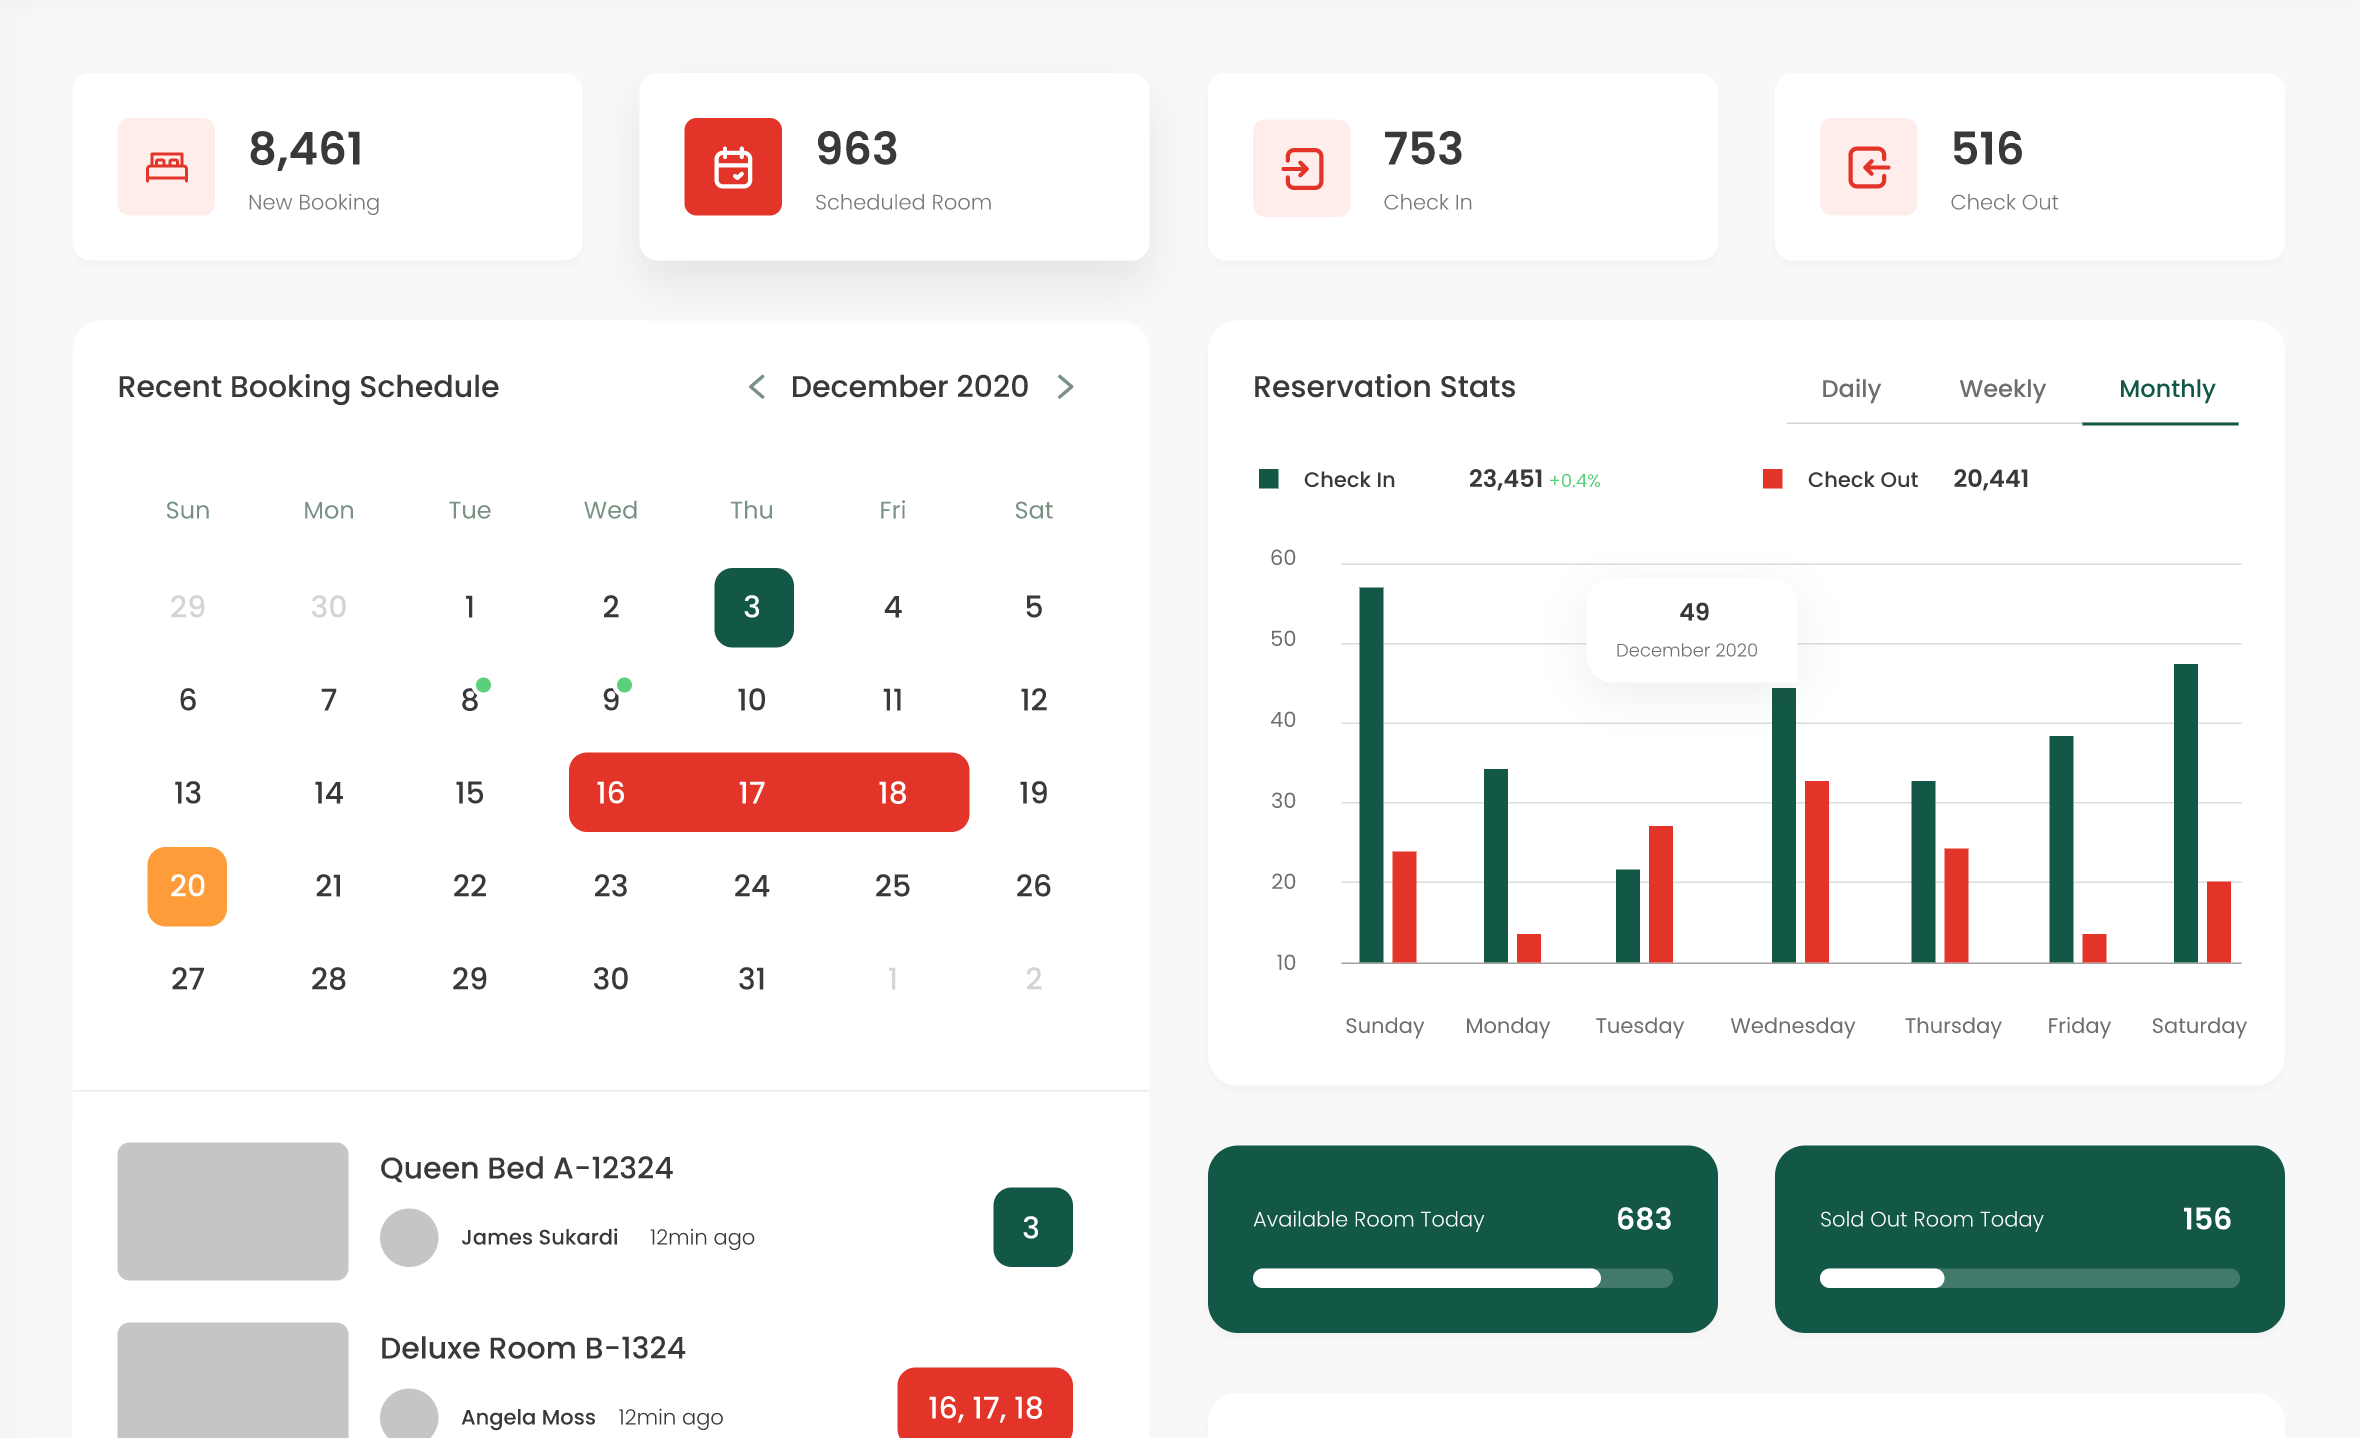 8,461
New Booking
963
Scheduled Room
753
Check In
516
Check Out
Recent Booking Schedule
December 2020
Sun Mon Tue Wed Thu Fri Sat
29 30 1 2 3 4 5
6 7 8 9 10 11 12
13 14 15 16 17 18 19
20 21 22 23 24 25 26
27 28 29 30 31 1 2
Queen Bed A-12324
James Sukardi 12min ago
3
Deluxe Room B-1324
Angela Moss 12min ago
16, 17, 18
Reservation Stats
Daily Weekly Monthly
Check In 23,451 +0.4% Check Out 20,441
60
50
40
30
20
10
49
December 2020
Sunday Monday Tuesday Wednesday Thursday Friday Saturday
Available Room Today 683
Sold Out Room Today 156